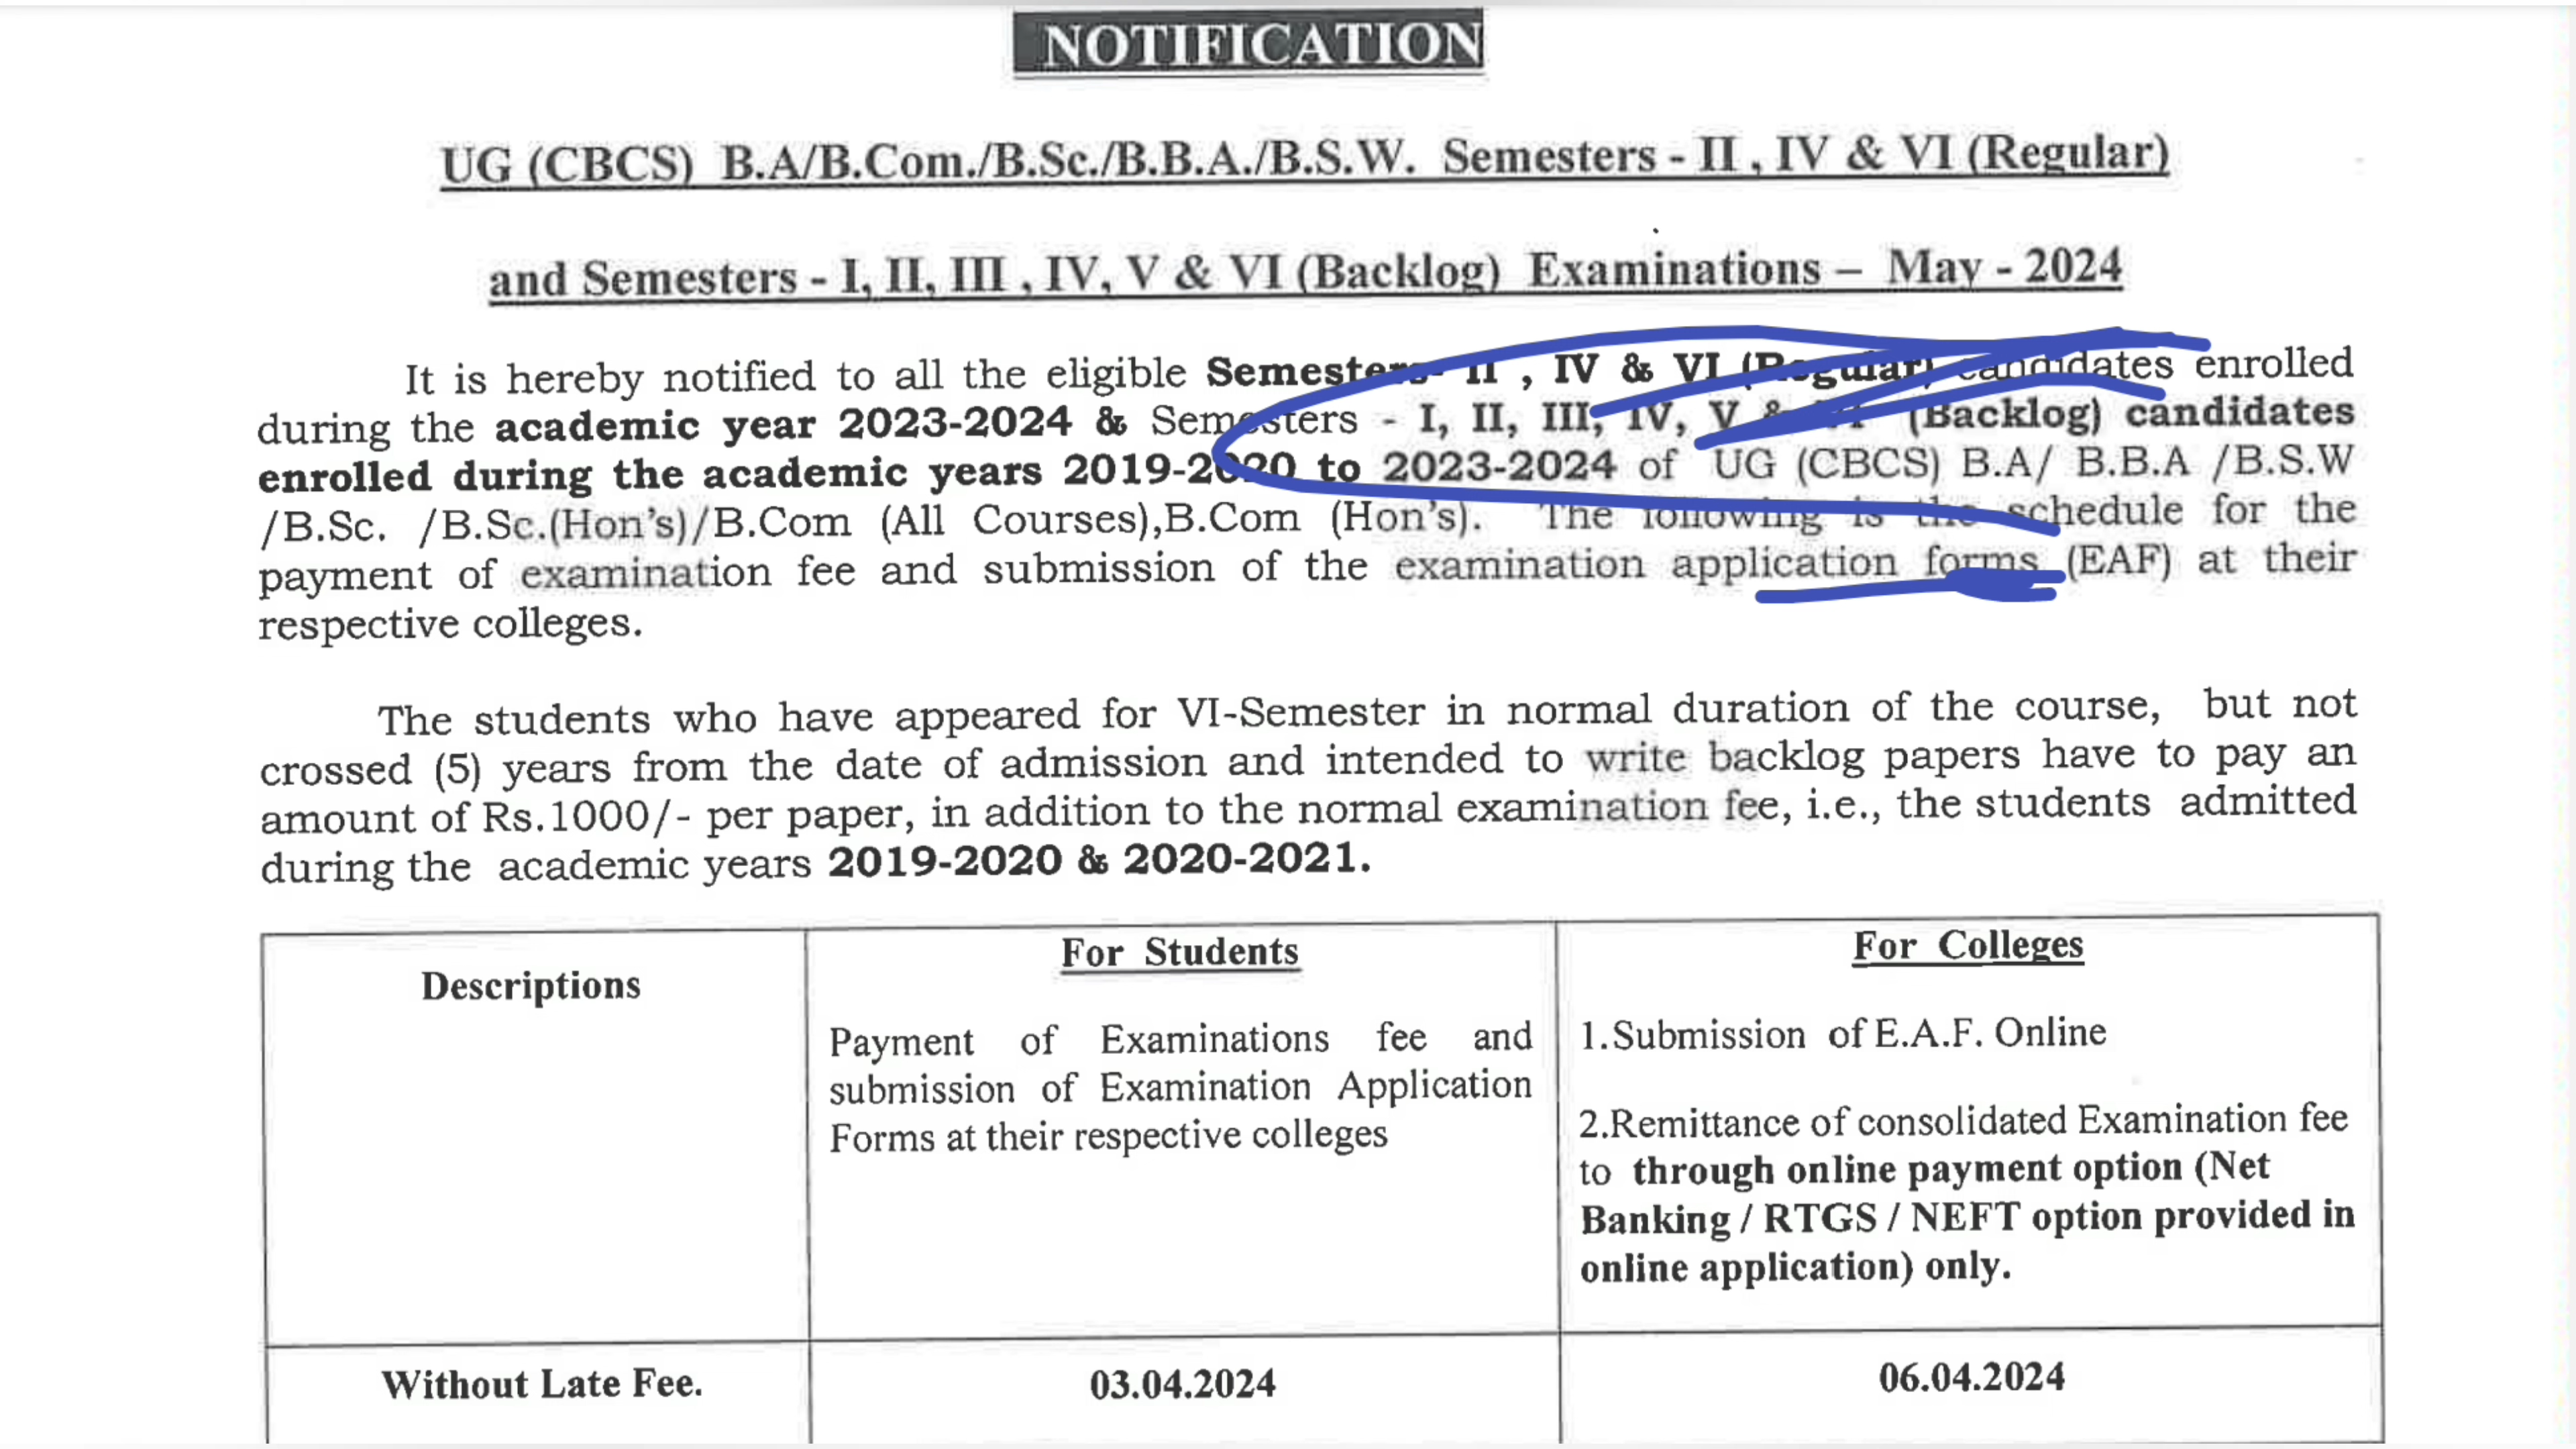 NOTIFICATION
UG (CBCS) B.A/B.Com./B.Sc./B.B.A./B.S.W. Semesters - II , IV & VI (Regular)
and Semesters - I, II, III , IV, V & VI (Backlog) Examinations – May - 2024
It is hereby notified to all the eligible Semesters- II , IV & VI (Regular) candidates enrolled
during the academic year 2023-2024 & Semesters - I, II, III, IV, V & VI (Backlog) candidates
enrolled during the academic years 2019-2020 to 2023-2024 of UG (CBCS) B.A/ B.B.A /B.S.W
/B.Sc. /B.Sc.(Hon's)/B.Com (All Courses),B.Com (Hon's). The following is the schedule for the
payment of examination fee and submission of the examination application forms (EAF) at their
respective colleges.
The students who have appeared for VI-Semester in normal duration of the course, but not
crossed (5) years from the date of admission and intended to write backlog papers have to pay an
amount of Rs.1000/- per paper, in addition to the normal examination fee, i.e., the students admitted
during the academic years 2019-2020 & 2020-2021.
Descriptions
For Students
Payment of Examinations fee and
submission of Examination Application
Forms at their respective colleges
For Colleges
1.Submission of E.A.F. Online
2.Remittance of consolidated Examination fee
to through online payment option (Net
Banking / RTGS / NEFT option provided in
online application) only.
Without Late Fee.
03.04.2024
06.04.2024